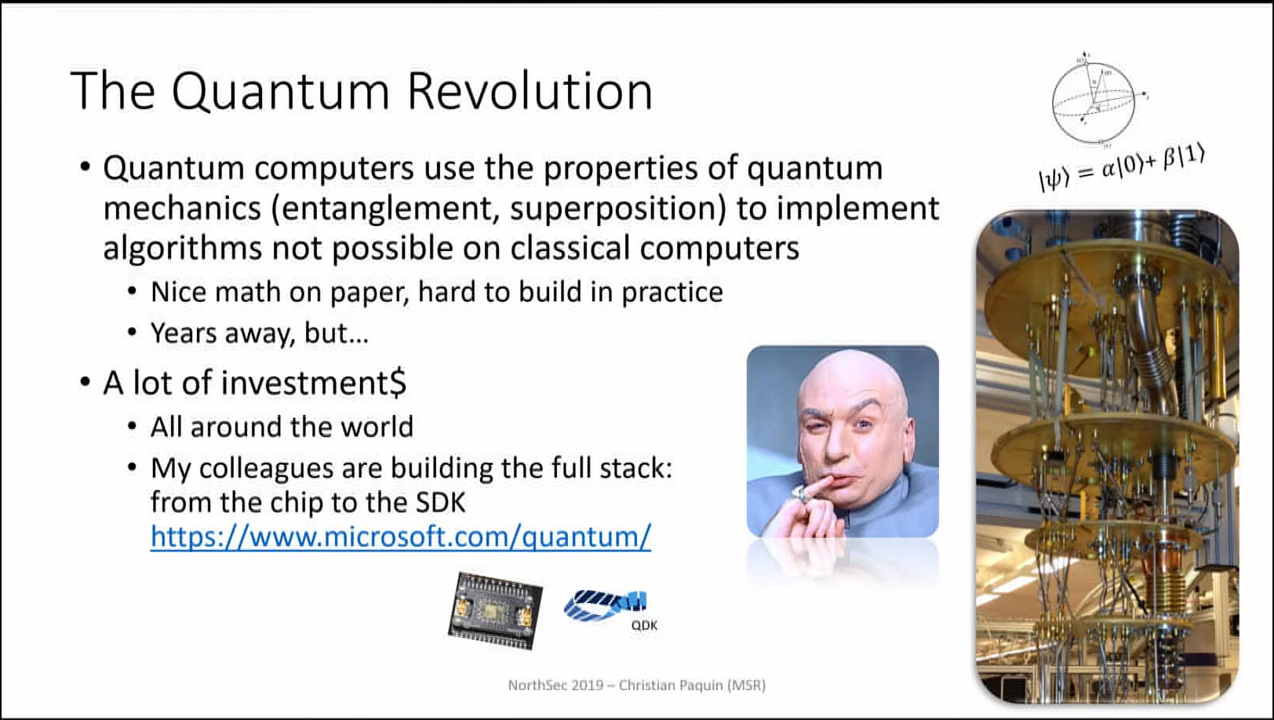 The Quantum Revolution
• Quantum computers use the properties of quantum
mechanics (entanglement, superposition) to implement
algorithms not possible on classical computers
• Nice math on paper, hard to build in practice
• Years away, but…
• A lot of investment$
• All around the world
• My colleagues are building the full stack:
from the chip to the SDK
https://www.microsoft.com/quantum/
|ψ⟩ = α|0⟩+ β|1⟩
QDK
NorthSec 2019 – Christian Paquin (MSR)